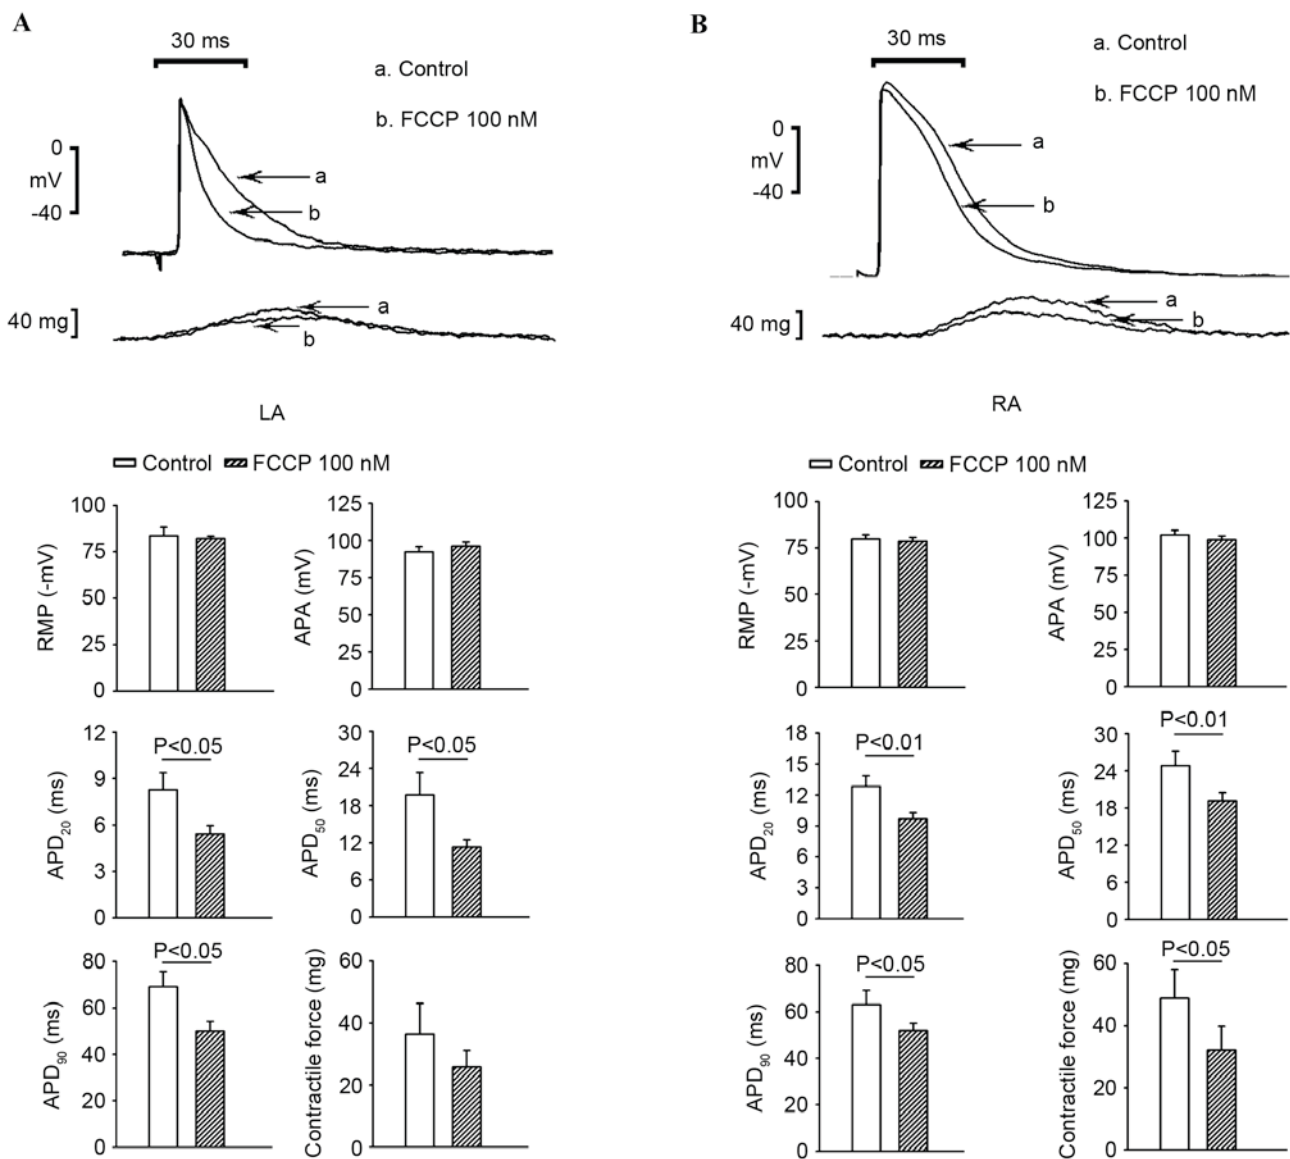 A
30 ms
a. Control
b. FCCP 100 nM
0
mV
-40
a
b
40 mg
a
b
LA
Control FCCP 100 nM
RMP (-mV)
100
75
50
25
0
APA (mV)
125
100
75
50
25
0
APD20 (ms)
12
9
6
3
0
P<0.05
APD50 (ms)
30
24
18
12
6
0
P<0.05
APD90 (ms)
80
60
40
20
0
P<0.05
Contractile force (mg)
60
40
20
0
B
30 ms
a. Control
b. FCCP 100 nM
0
mV
-40
a
b
40 mg
a
b
RA
Control FCCP 100 nM
RMP (-mV)
100
75
50
25
0
APA (mV)
125
100
75
50
25
0
APD20 (ms)
18
15
12
9
6
3
0
P<0.01
APD50 (ms)
30
24
18
12
6
0
P<0.01
APD90 (ms)
80
60
40
20
0
P<0.05
Contractile force (mg)
60
40
20
0
P<0.05